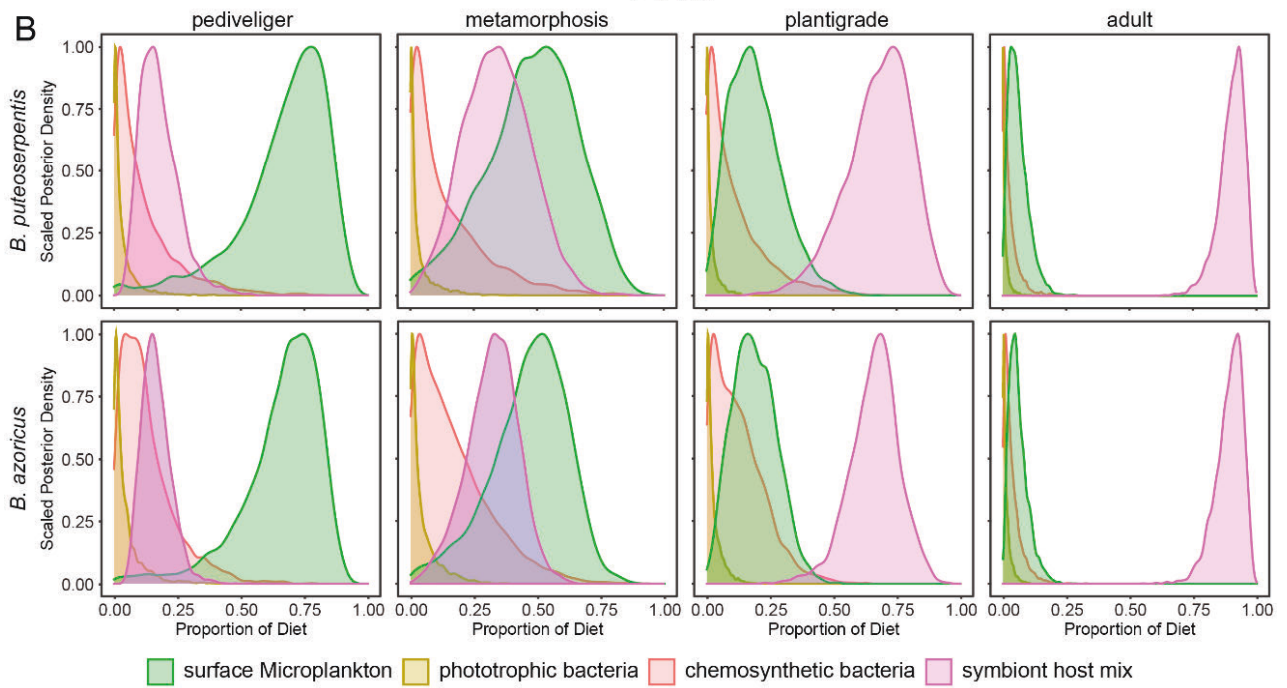 B
pediveliger metamorphosis plantigrade adult
B. puteoserpentis
Scaled Posterior Density
1.00
0.75
0.50
0.25
0.00
B. azoricus
Scaled Posterior Density
1.00
0.75
0.50
0.25
0.00
0.00 0.25 0.50 0.75 1.00 0.00 0.25 0.50 0.75 1.00 0.00 0.25 0.50 0.75 1.00 0.00 0.25 0.50 0.75 1.00
Proportion of Diet Proportion of Diet Proportion of Diet Proportion of Diet
surface Microplankton phototrophic bacteria chemosynthetic bacteria symbiont host mix